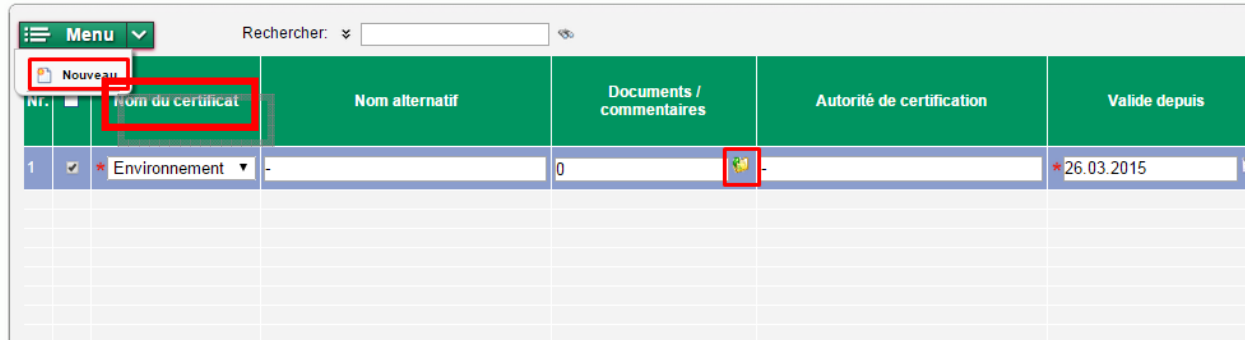 Menu Rechercher:
Nouveau
Nr. Nom du certificat Nom alternatif Documents / commentaires Autorité de certification Valide depuis
1 * Environnement - 0 - * 26.03.2015